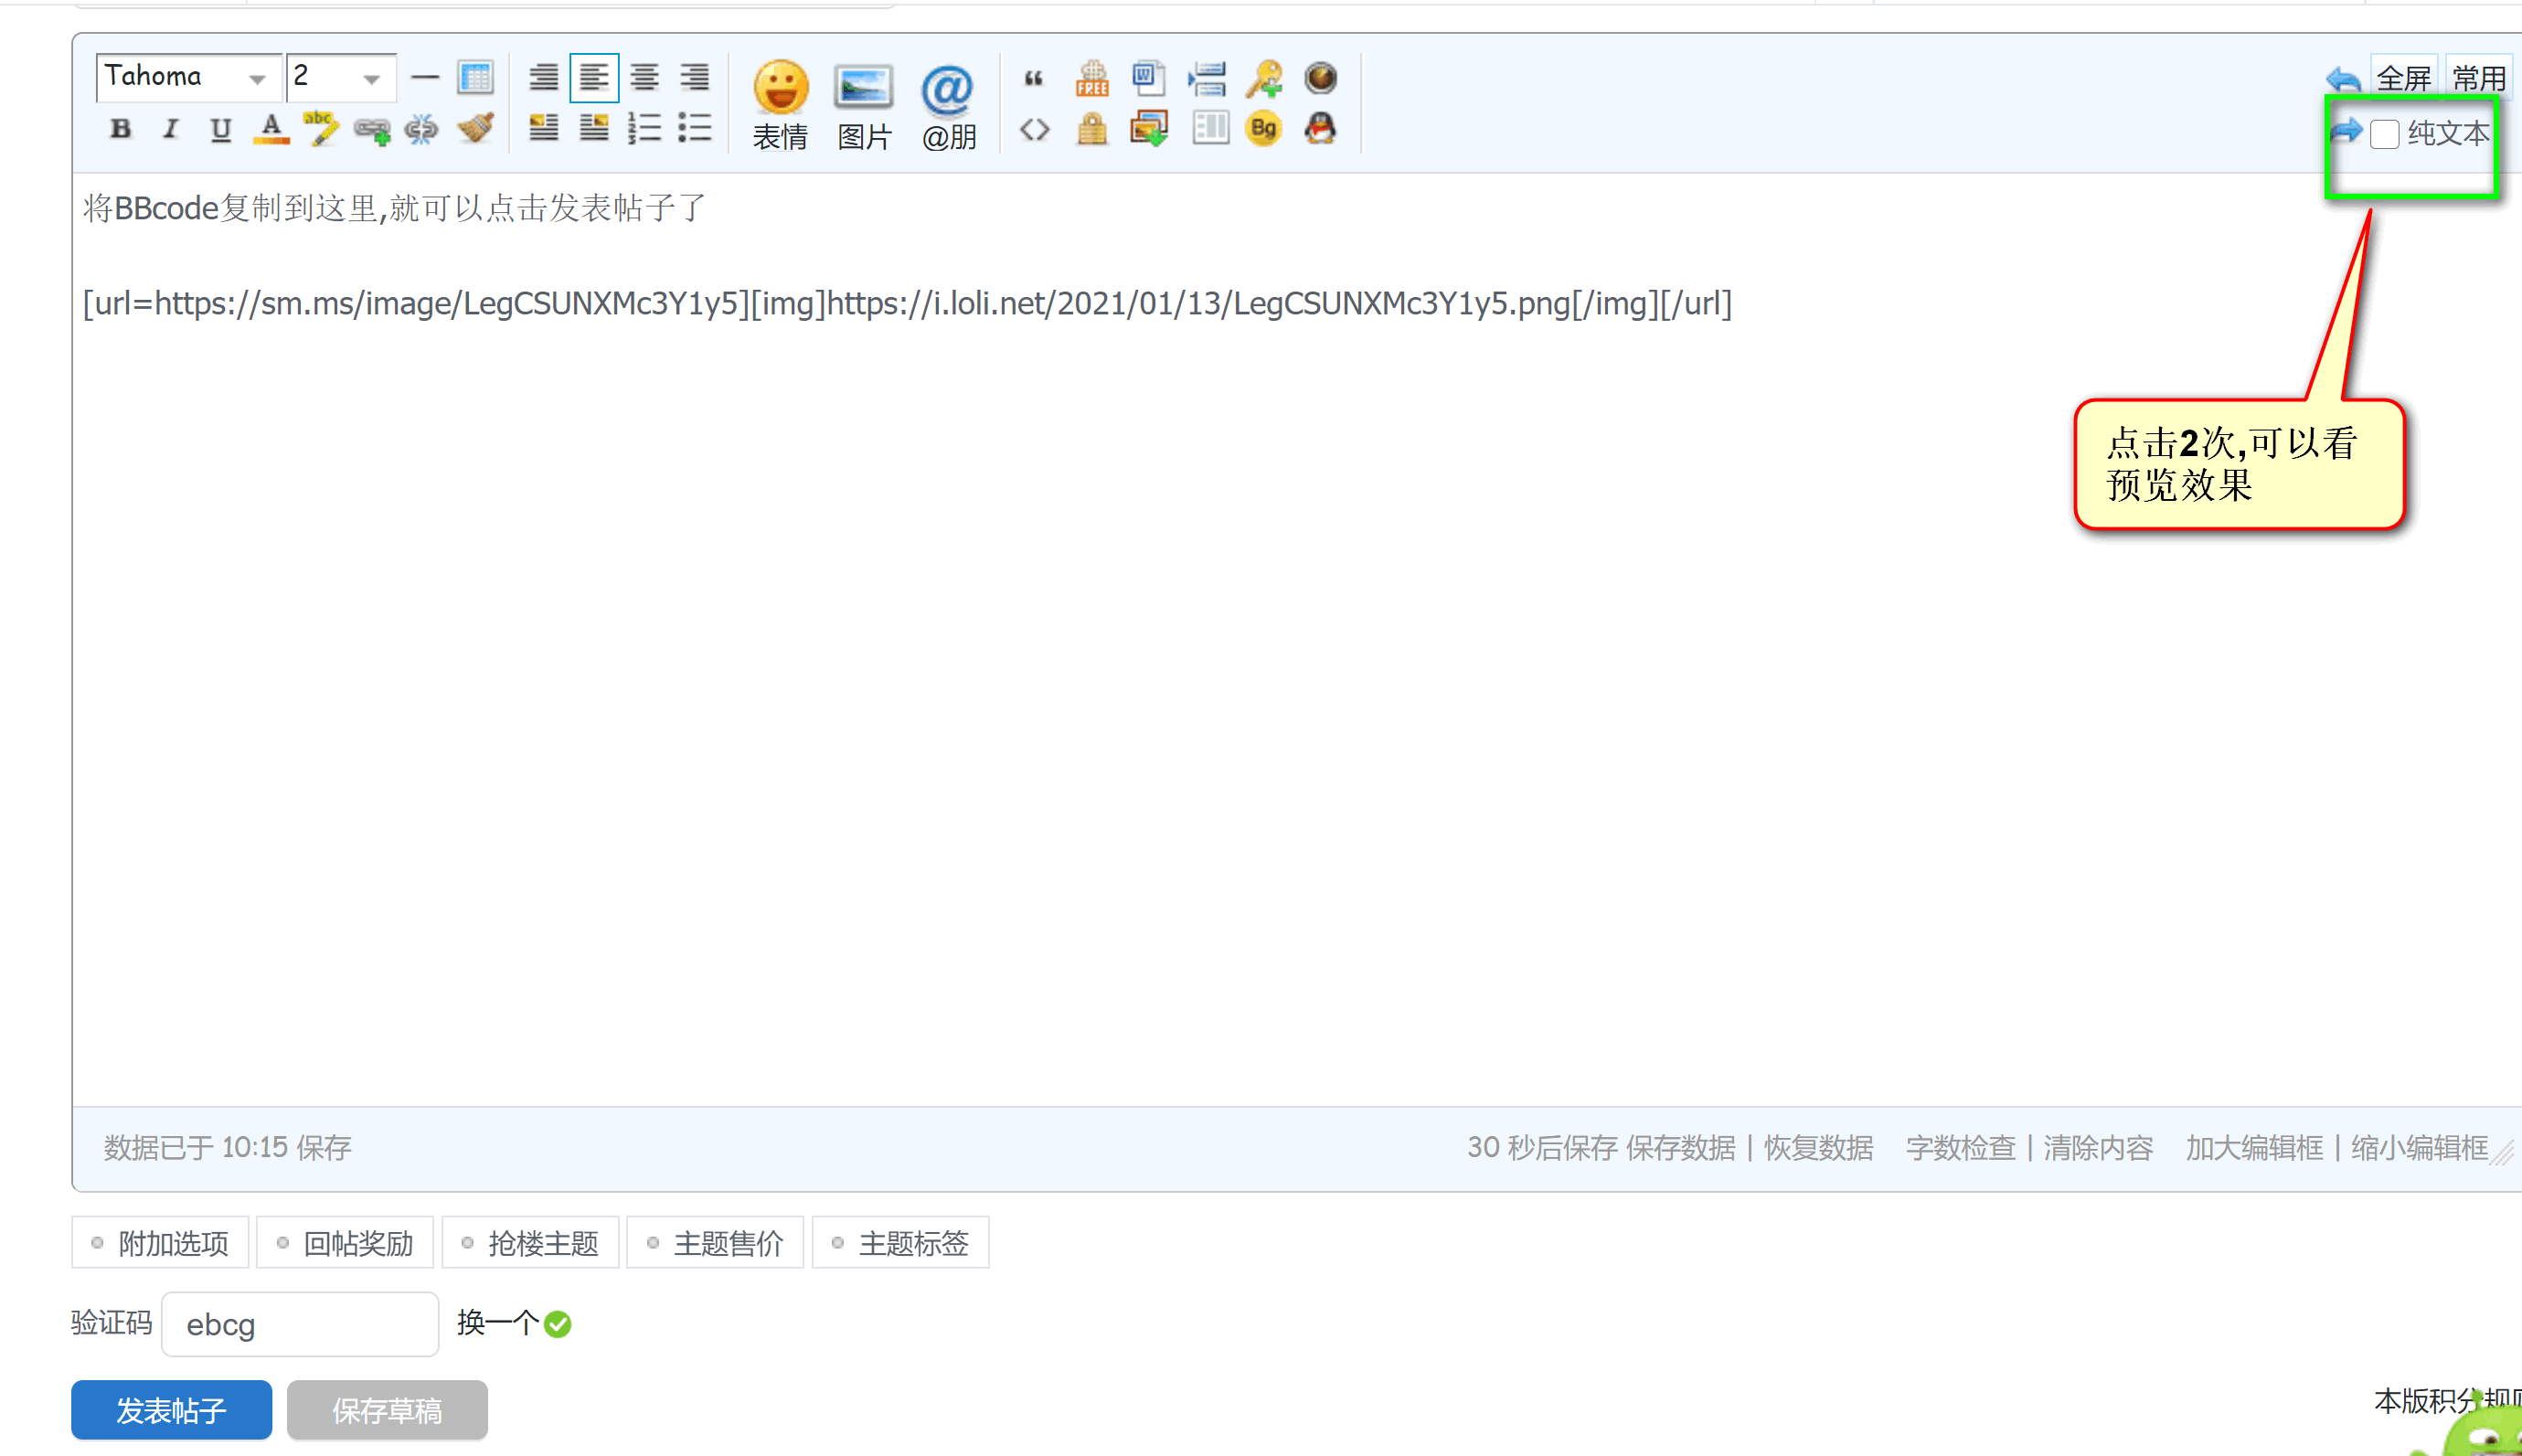 Tahoma 2 全屏 常用
abc FREE W
B I U A 表情 图片 @朋 Bg 纯文本
将BBcode复制到这里,就可以点击发表帖子了
[url=https://sm.ms/image/LegCSUNXMc3Y1y5][img]https://i.loli.net/2021/01/13/LegCSUNXMc3Y1y5.png[/img][/url]
点击2次,可以看
预览效果
数据已于 10:15 保存 30 秒后保存 保存数据 | 恢复数据 字数检查 | 清除内容 加大编辑框 | 缩小编辑框
附加选项 回帖奖励 抢楼主题 主题售价 主题标签
验证码 ebcg 换一个
发表帖子 保存草稿
本版积分规